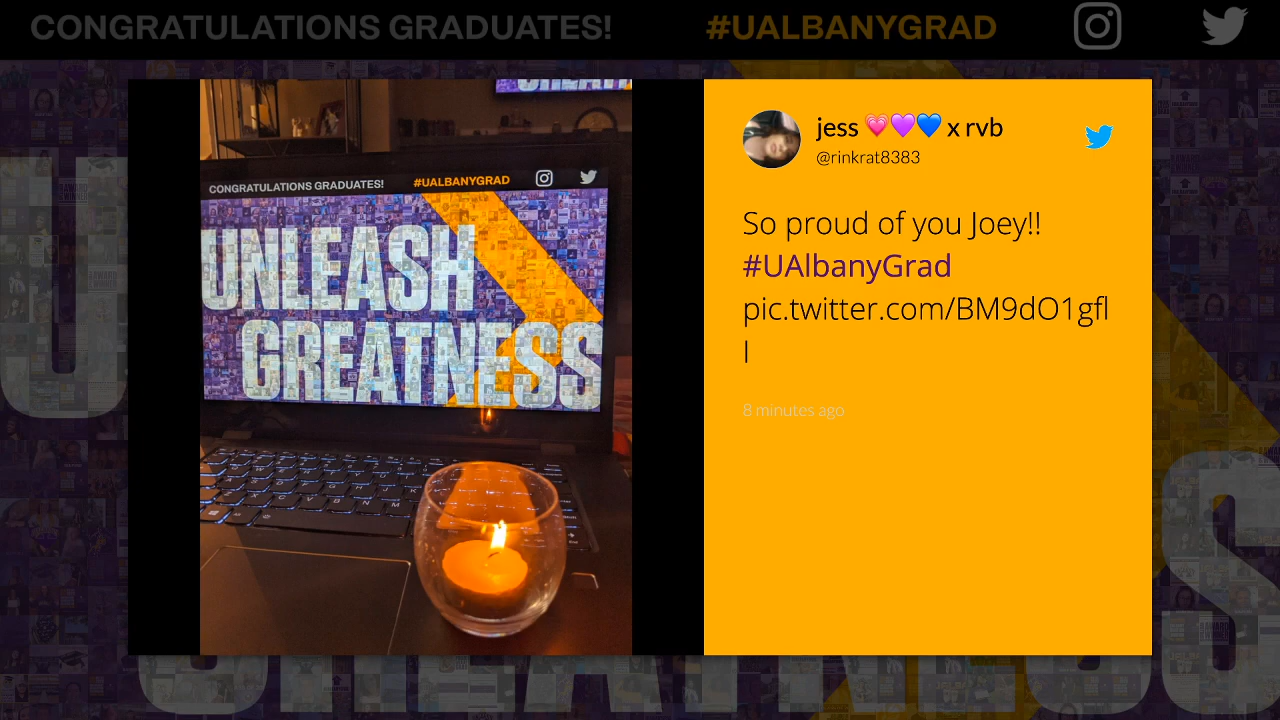 CONGRATULATIONS GRADUATES! #UALBANYGRAD
CONGRATULATIONS GRADUATES! #UALBANYGRAD
UNLEASH
GREATNESS
jess 💗💜💙 x rvb
@rinkrat8383
So proud of you Joey!!
#UAlbanyGrad
pic.twitter.com/BM9dO1gfl
l
8 minutes ago